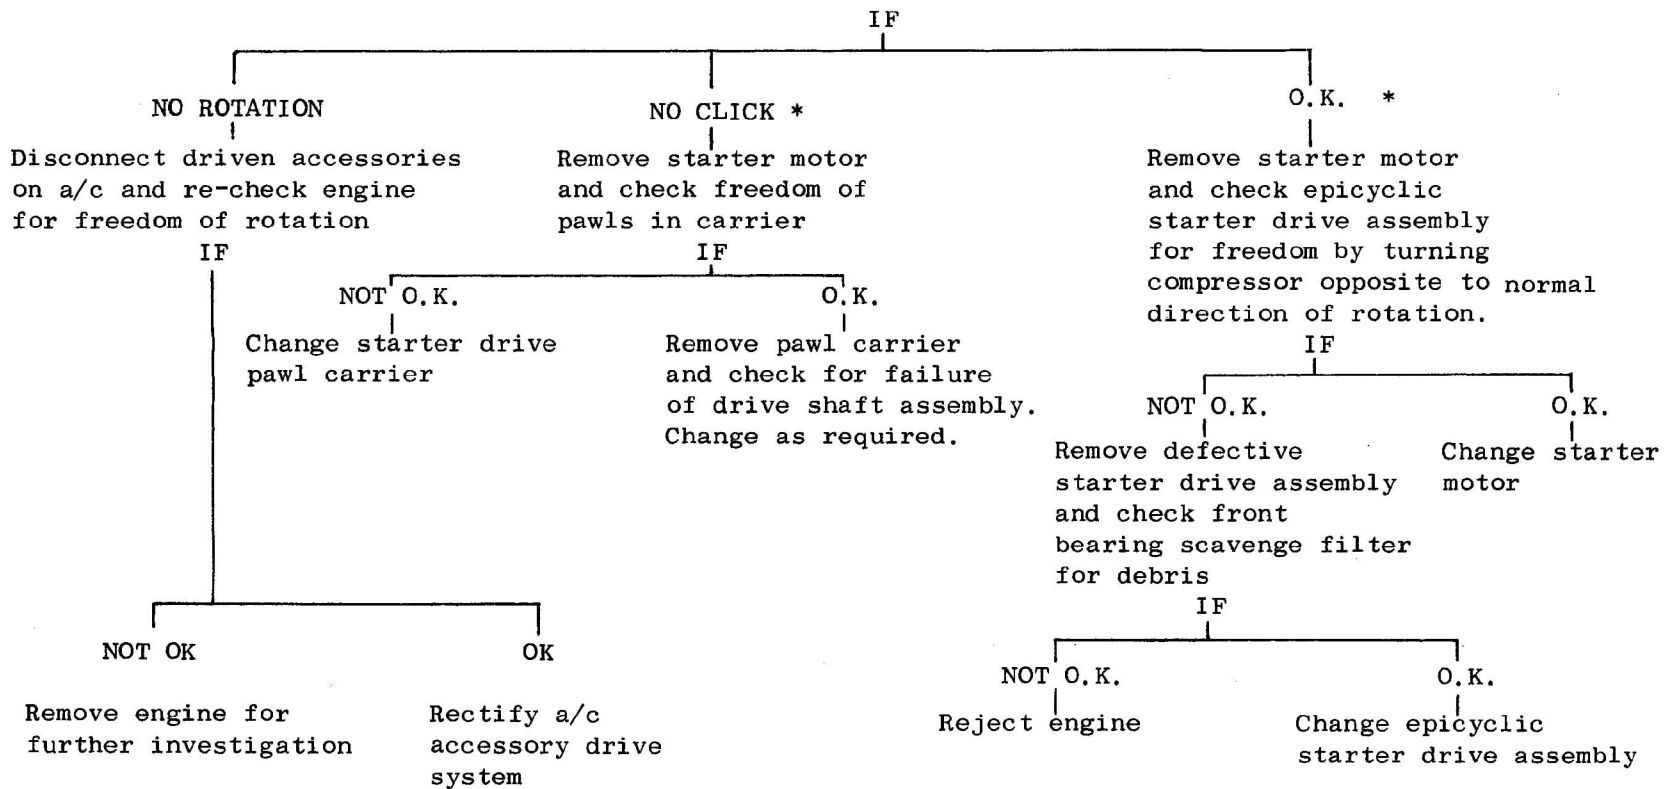 IF
NO ROTATION
Disconnect driven accessories
on a/c and re-check engine
for freedom of rotation
IF
NOT OK
Remove engine for
further investigation
OK
Rectify a/c
accessory drive
system
NO CLICK *
Remove starter motor
and check freedom of
pawls in carrier
IF
NOT O.K.
Change starter drive
pawl carrier
O.K.
Remove pawl carrier
and check for failure
of drive shaft assembly.
Change as required.
O.K. *
Remove starter motor
and check epicyclic
starter drive assembly
for freedom by turning
compressor opposite to normal
direction of rotation.
IF
NOT O.K.
Remove defective
starter drive assembly
and check front
bearing scavenge filter
for debris
IF
NOT O.K.
Reject engine
O.K.
Change epicyclic
starter drive assembly
O.K.
Change starter
motor